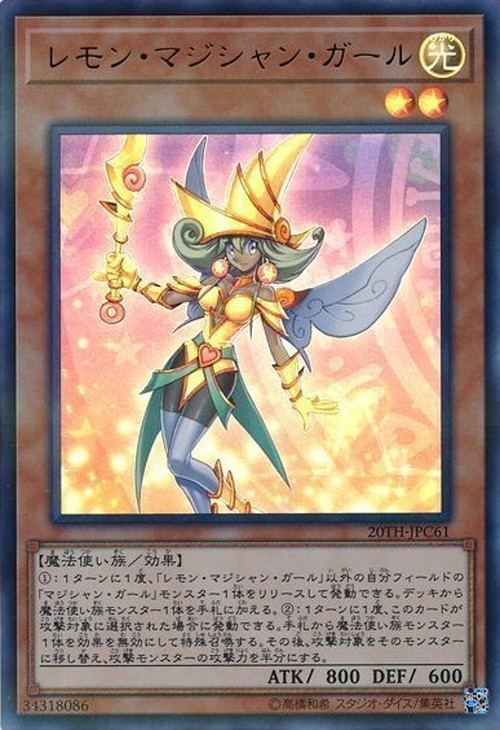 レモン・マジシャン・ガール
光
20TH-JPC61
【魔法使い族／効果】
①：１ターンに１度、「レモン・マジシャン・ガール」以外の自分フィールドの
「マジシャン・ガール」モンスター１体をリリースして発動できる。デッキから
魔法使い族モンスター１体を手札に加える。②：１ターンに１度、このカードが
攻撃対象に選択された場合に発動できる。手札から魔法使い族モンスター
１体を効果を無効にして特殊召喚する。その後、攻撃対象をそのモンスター
に移し替え、攻撃モンスターの攻撃力を半分にする。
ATK/ 800 DEF/ 600
34318086
©高橋和希 スタジオ・ダイス/集英社